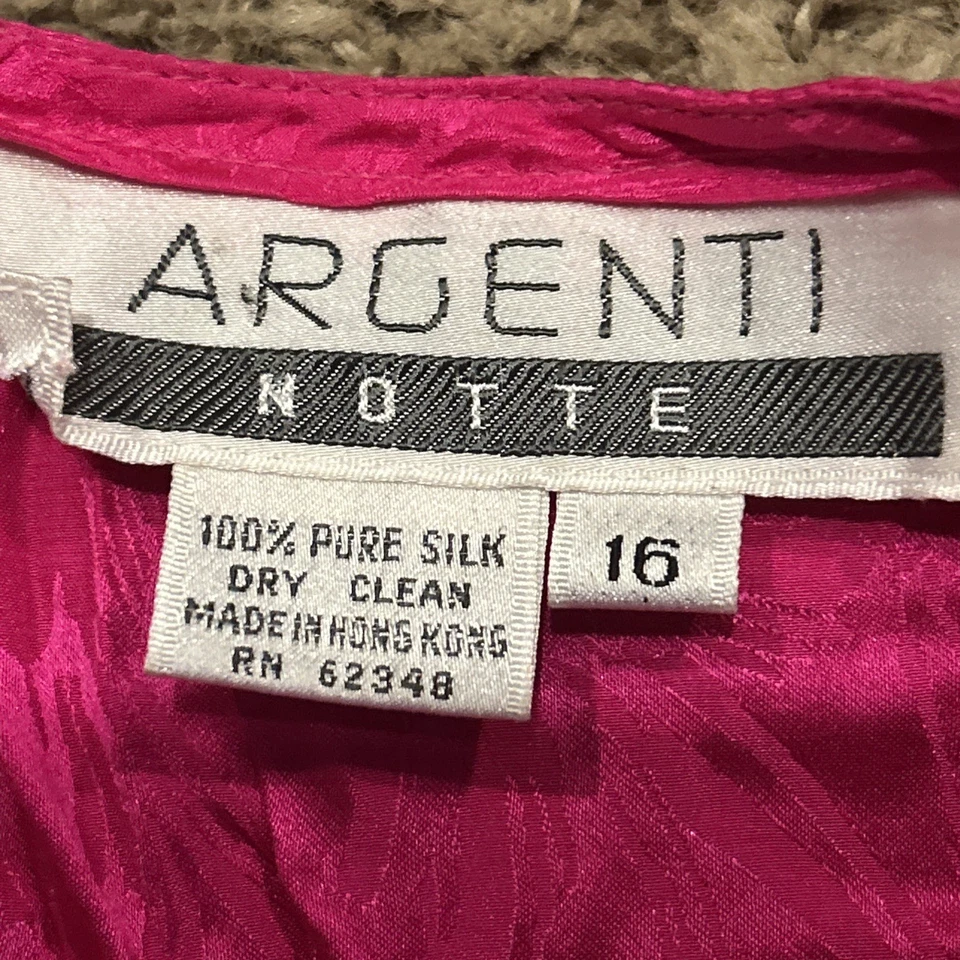 ARGENTI
NOTTE
100% PURE SILK
DRY CLEAN
MADE IN HONG KONG
RN 62348
16